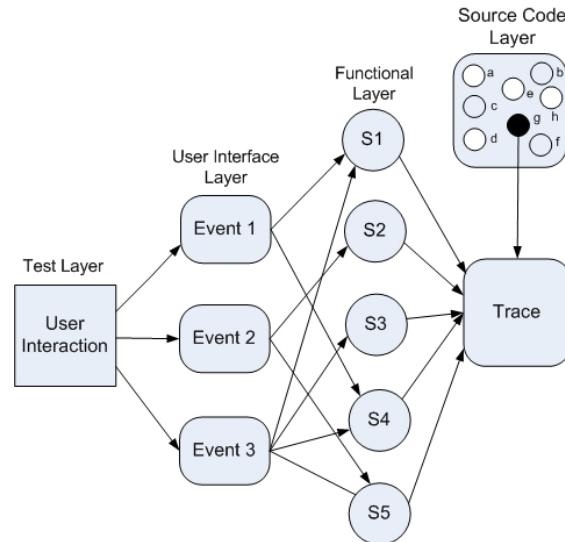 Source Code
Layer
a
b
e
c
h
g
d
f
Functional
Layer
S1
User Interface
Layer
Event 1
S2
Test Layer
User
Interaction
Event 2
S3
Trace
Event 3
S4
S5